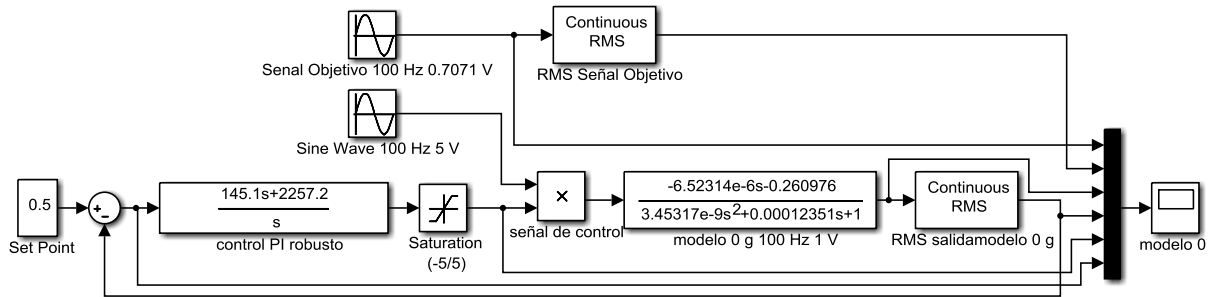 Continuous
RMS
Senal Objetivo 100 Hz 0.7071 V
RMS Señal Objetivo
Sine Wave 100 Hz 5 V
0.5
Set Point
145.1s+2257.2
s
control PI robusto
Saturation
(-5/5)
×
señal de control
-6.52314e-6s-0.260976
3.45317e-9s2+0.00012351s+1
modelo 0 g 100 Hz 1 V
Continuous
RMS
RMS salidamodelo 0 g
modelo 0